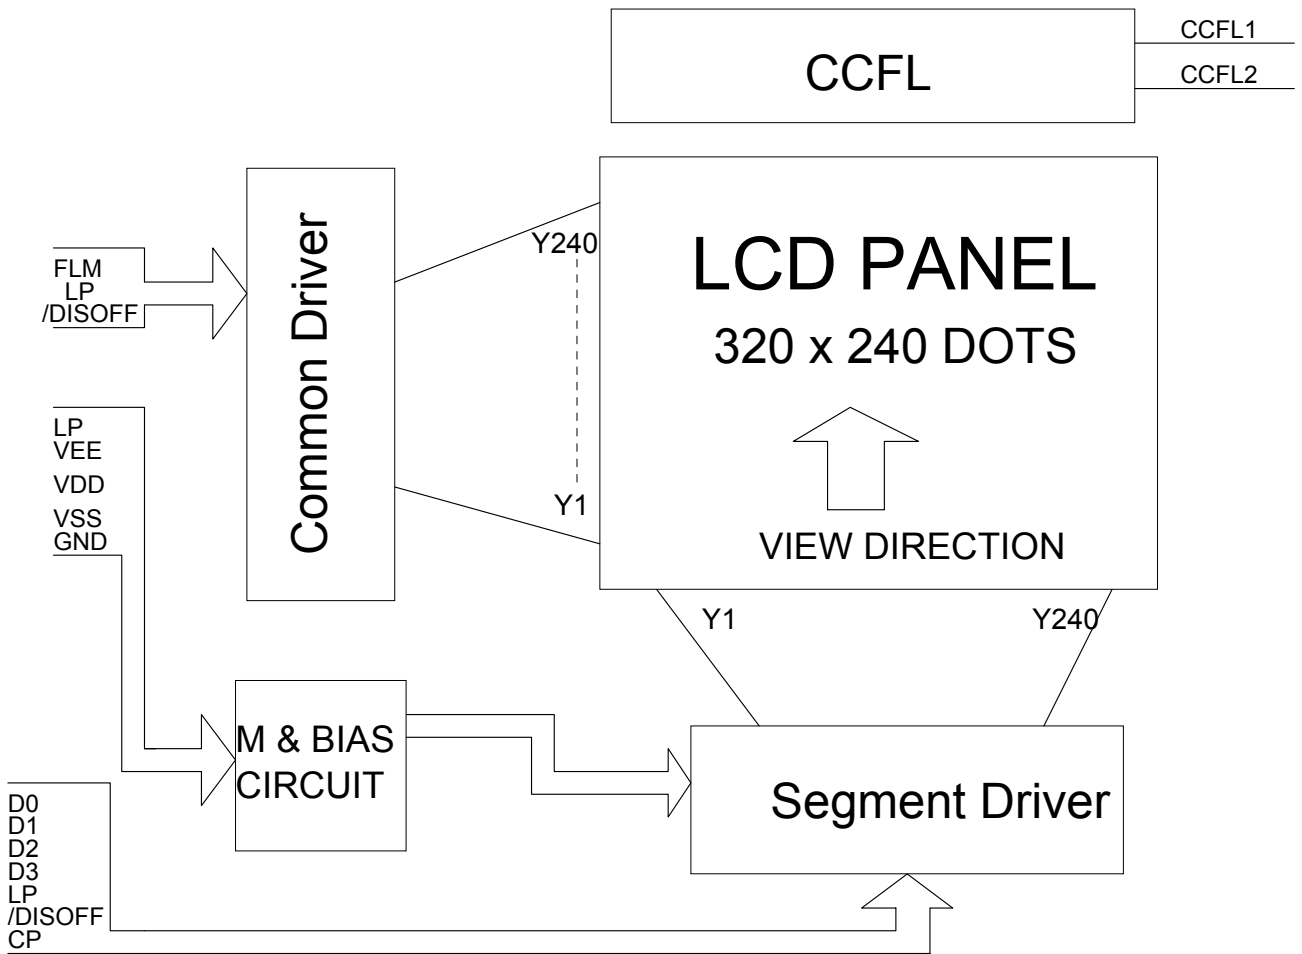 CCFL1
CCFL
CCFL2
Common Driver
Y240
LCD PANEL
FLM
LP
/DISOFF
320 x 240 DOTS
LP
VEE
VDD
VSS
GND
Y1
VIEW DIRECTION
Y1
Y240
M & BIAS
CIRCUIT
Segment Driver
D0
D1
D2
D3
LP
/DISOFF
CP